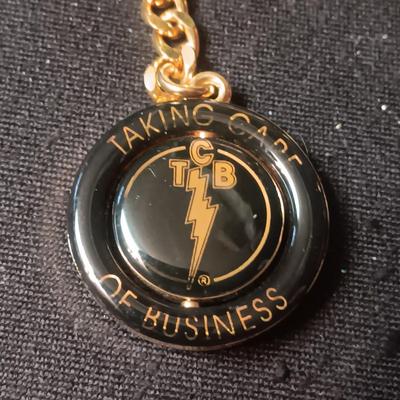 TAKING CARE
TCB
®
OF BUSINESS